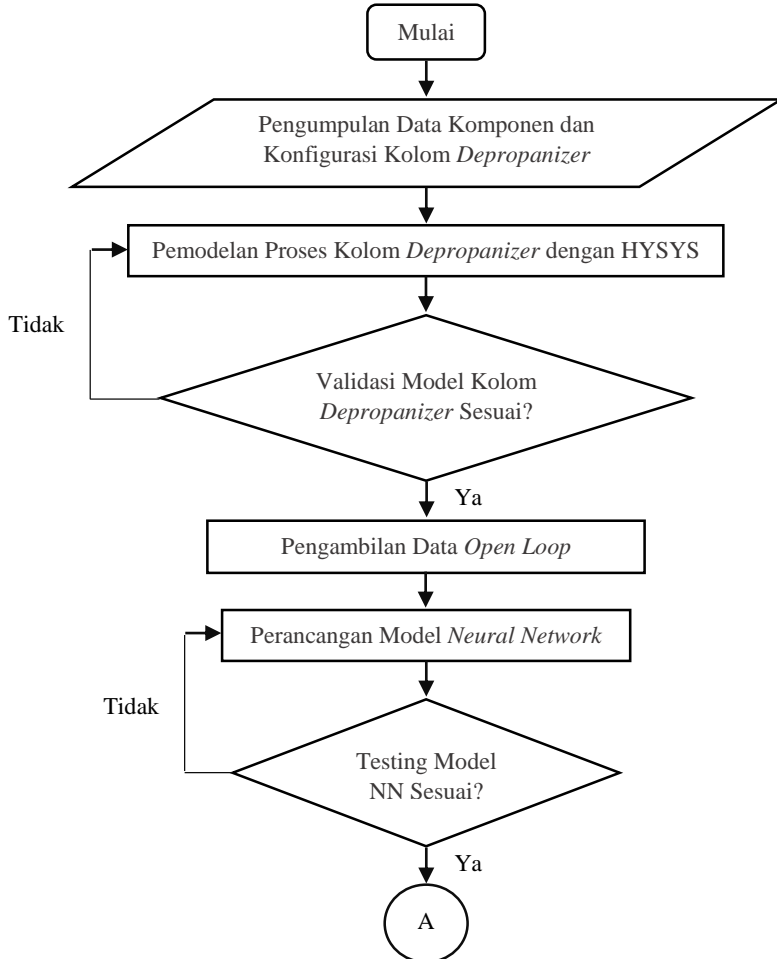 Mulai
Pengumpulan Data Komponen dan
Konfigurasi Kolom Depropanizer
Pemodelan Proses Kolom Depropanizer dengan HYSYS
Tidak
Validasi Model Kolom
Depropanizer Sesuai?
Ya
Pengambilan Data Open Loop
Perancangan Model Neural Network
Tidak
Testing Model
NN Sesuai?
Ya
A